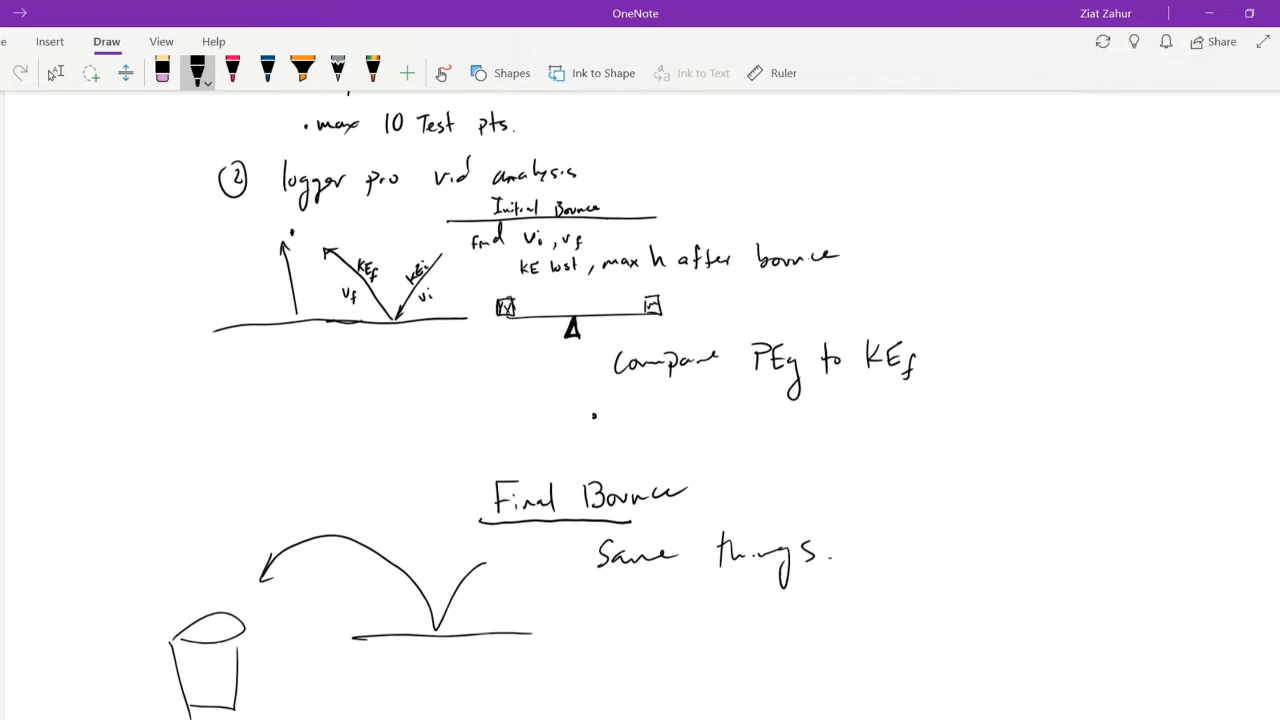 OneNote
Ziat Zahur
Insert Draw View Help
Share
Shapes Ink to Shape Ink to Text Ruler
• max 10 Test pts.
② logger pro vid analysis
Initial Bounce
find vi, vf
KE lost, max h after bounce
KEf KEi
vf vi
m
Compare PEg to KEf
Final Bounce
Same things.